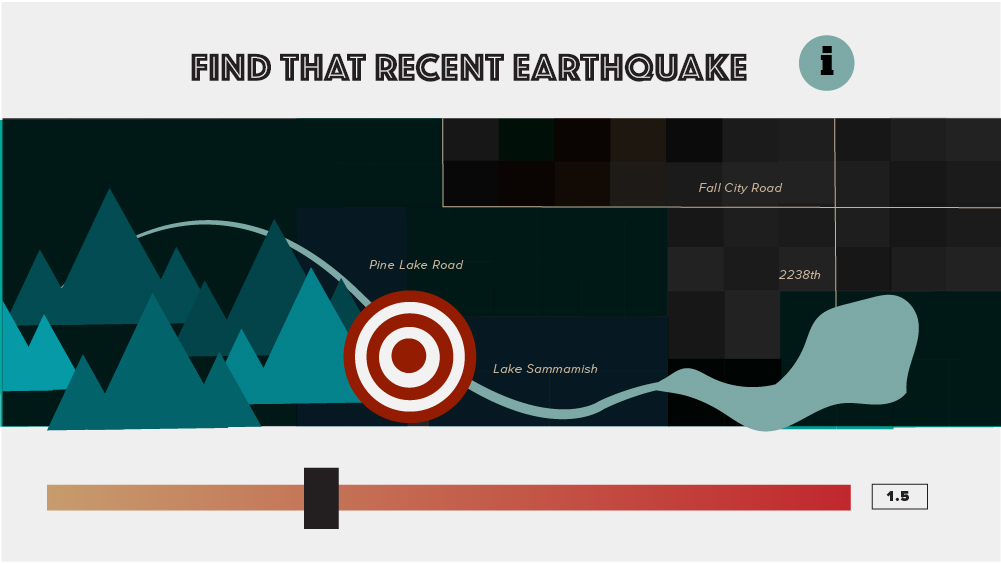 FIND THAT RECENT EARTHQUAKE
i
Fall City Road
Pine Lake Road
2238th
Lake Sammamish
1.5